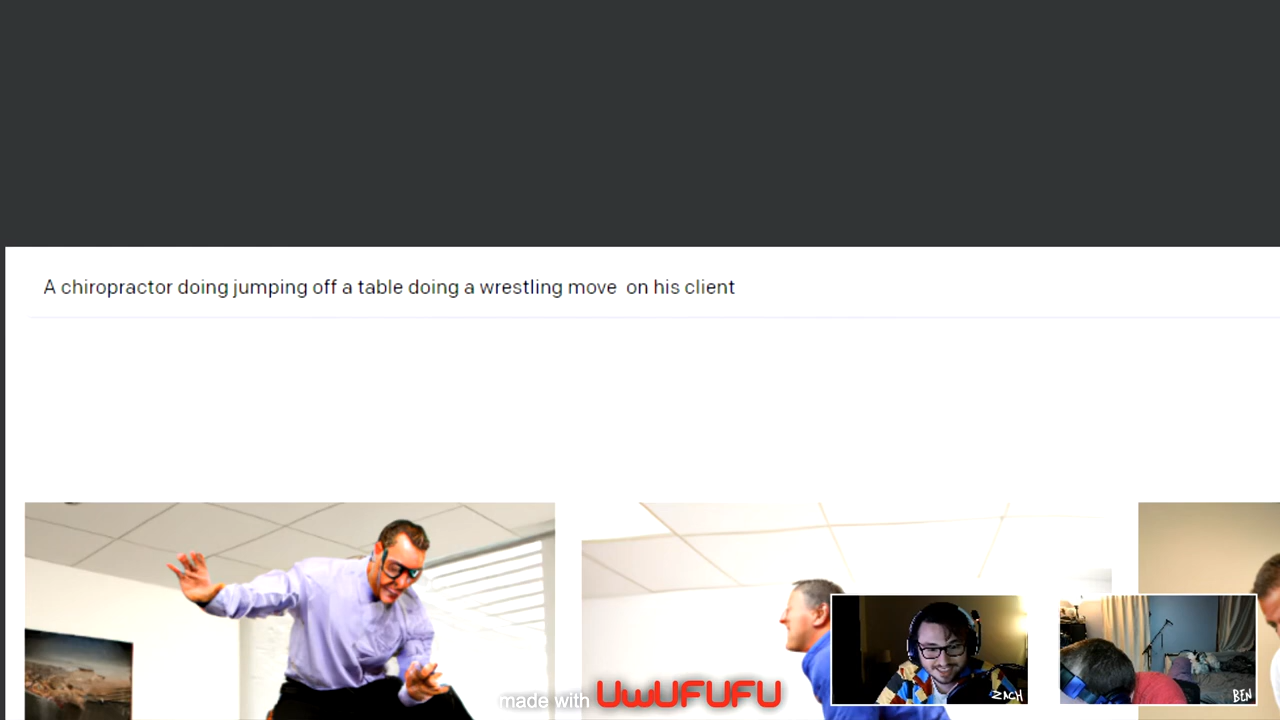 A chiropractor doing jumping off a table doing a wrestling move on his client
made with UwUFUFU
ZACH
BEN